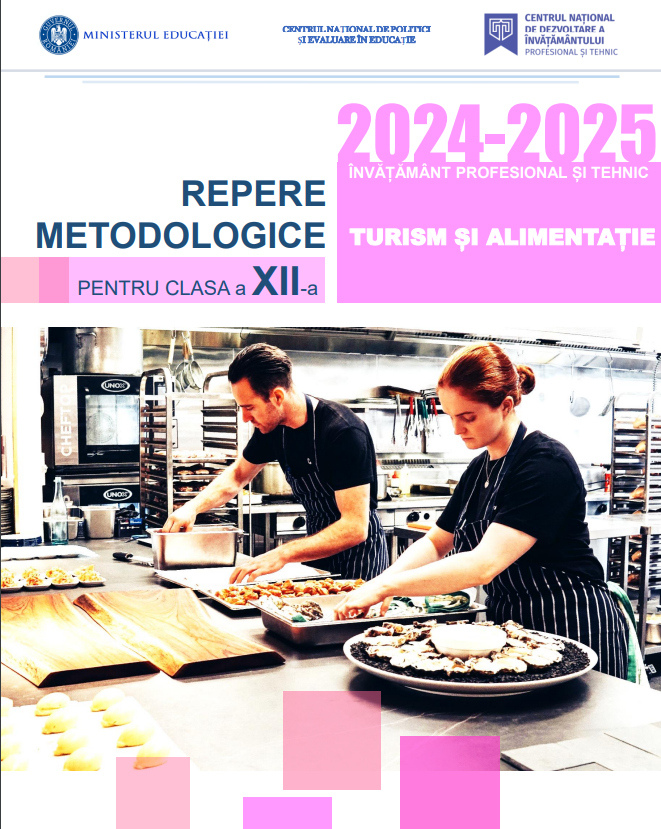 MINISTERUL EDUCAȚIEI
CENTRUL NAȚIONAL DE POLITICI
ȘI EVALUARE ÎN EDUCAȚIE
CENTRUL NAȚIONAL
DE DEZVOLTARE A
ÎNVĂȚĂMÂNTULUI
PROFESIONAL ȘI TEHNIC
2024-2025
ÎNVĂȚĂMÂNT PROFESIONAL ȘI TEHNIC
REPERE
METODOLOGICE
TURISM ȘI ALIMENTAȚIE
PENTRU CLASA a XII-a
UNOX
CHEFTOP
UNOX